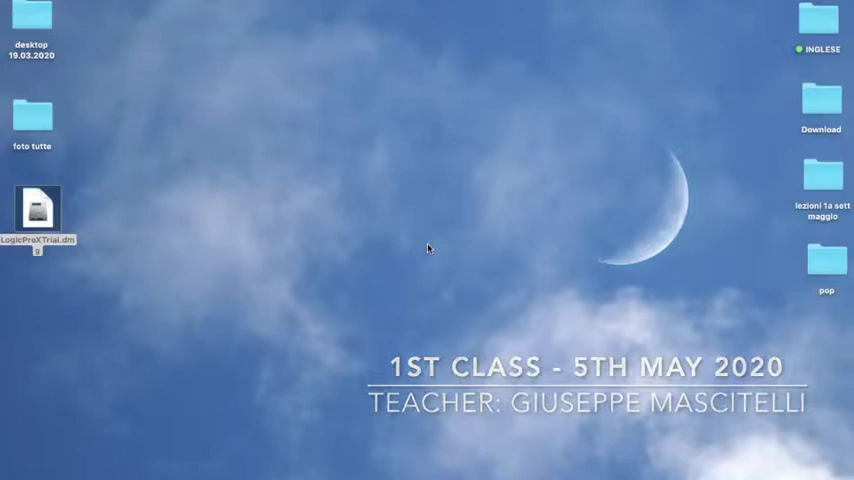 desktop
19.03.2020
foto tutte
LogicProXTrial.dm
g
INGLESE
Download
lezioni 1a sett
maggio
pop
1ST CLASS - 5TH MAY 2020
TEACHER: GIUSEPPE MASCITELLI